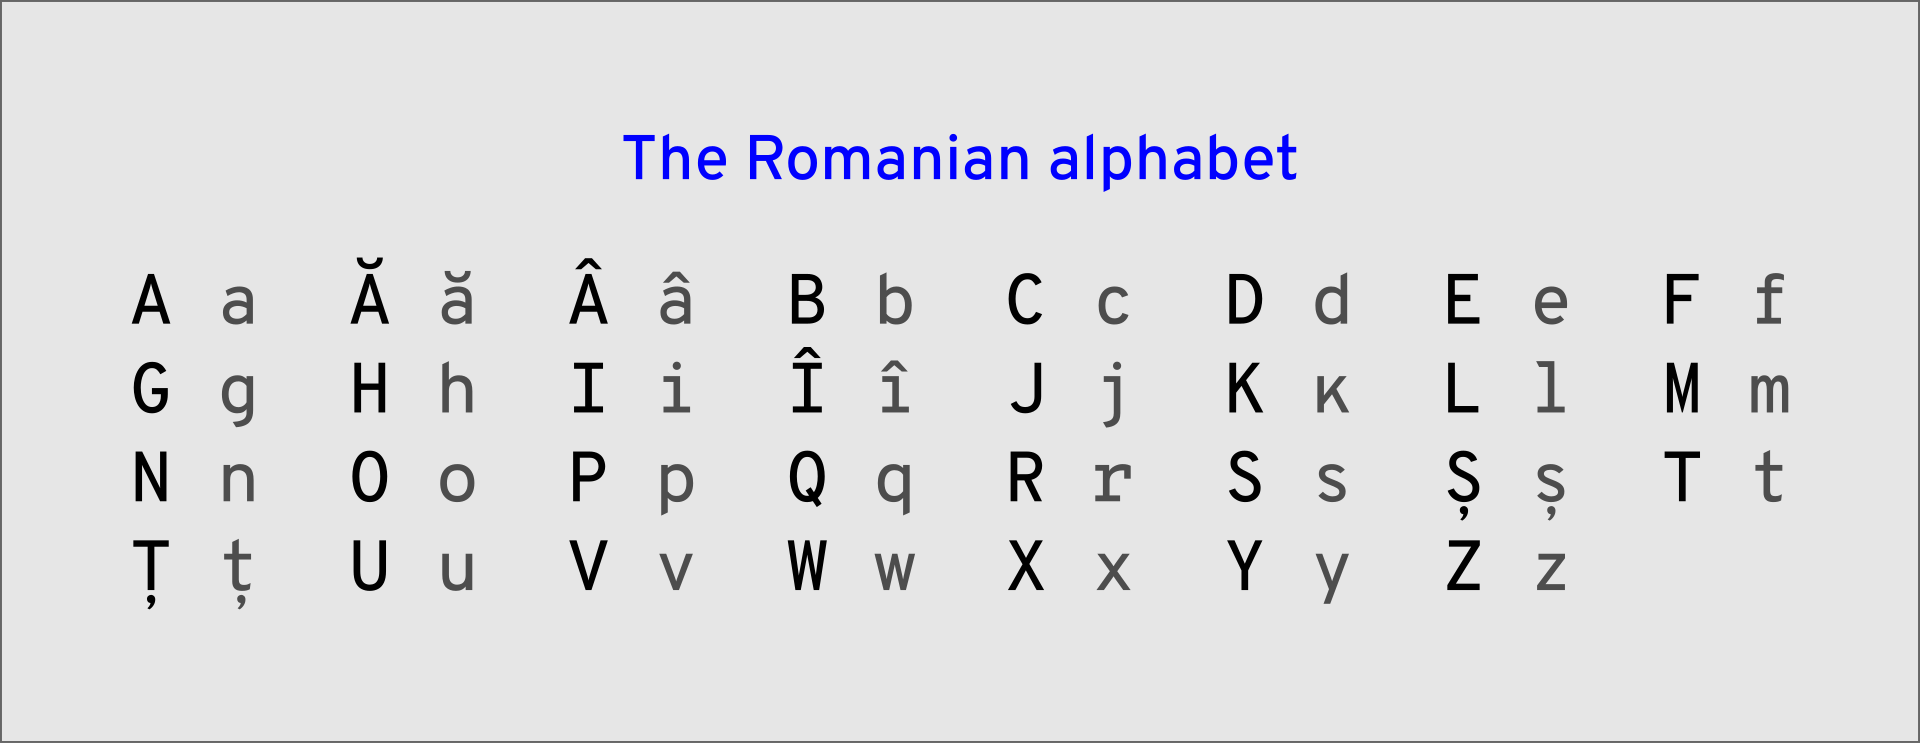 The Romanian alphabet
A a Ă ă Â â B b C c D d E e F f
G g H h I i Î î J j K ĸ L l M m
N n O o P p Q q R r S s Ș ș T t
Ț ț U u V v W w X x Y y Z z